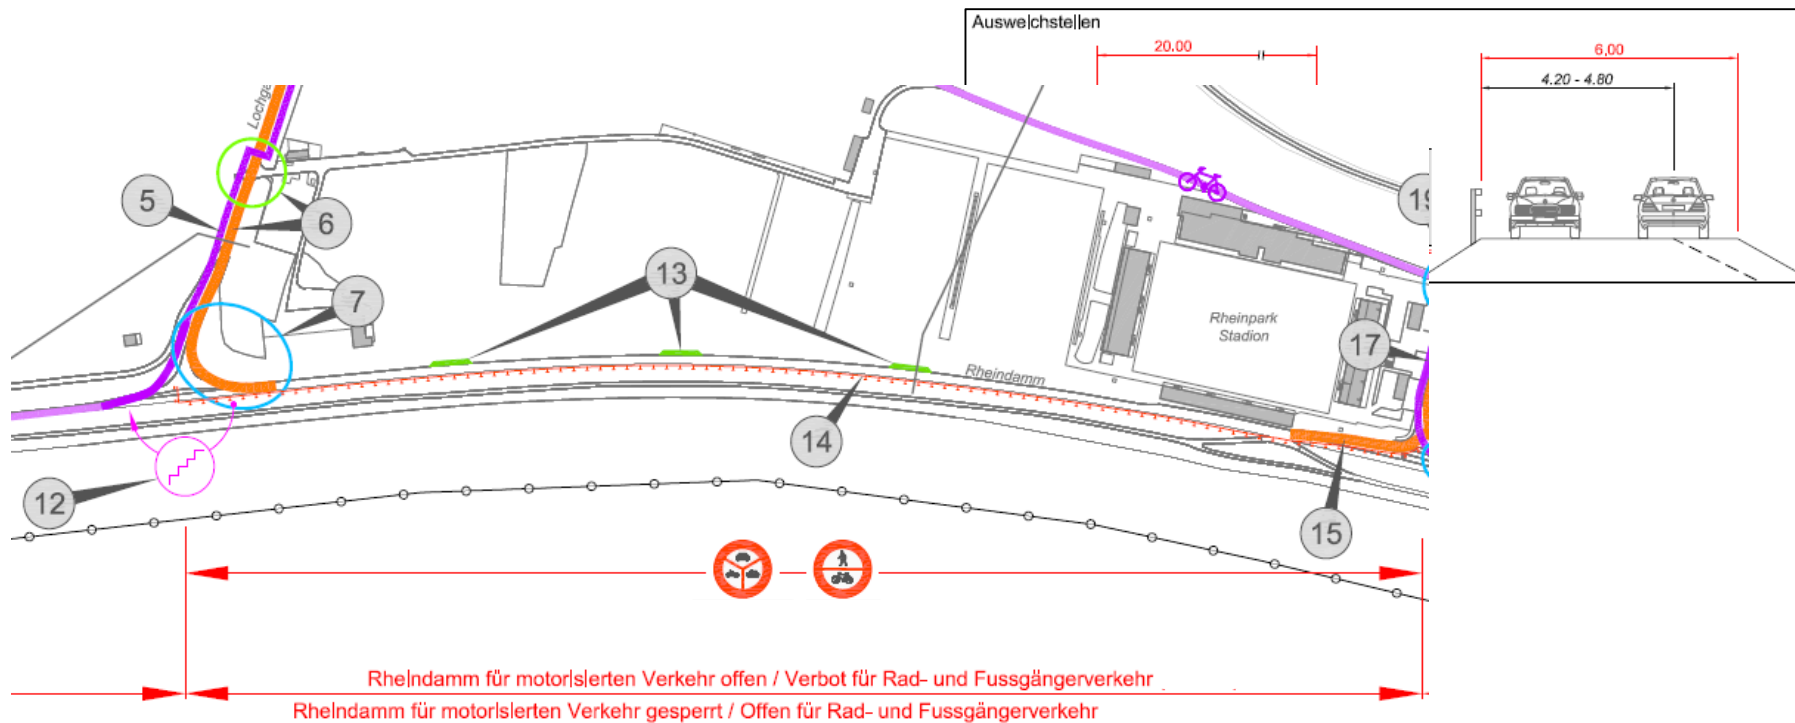 Ausweichstellen
20.00
6.00
4.20 - 4.80
Lochga
5
6
19
13
7
Rheinpark
Stadion
17
Rheindamm
14
12
15
Rheindamm für motorisierten Verkehr offen / Verbot für Rad- und Fussgängerverkehr
Rheindamm für motorisierten Verkehr gesperrt / Offen für Rad- und Fussgängerverkehr